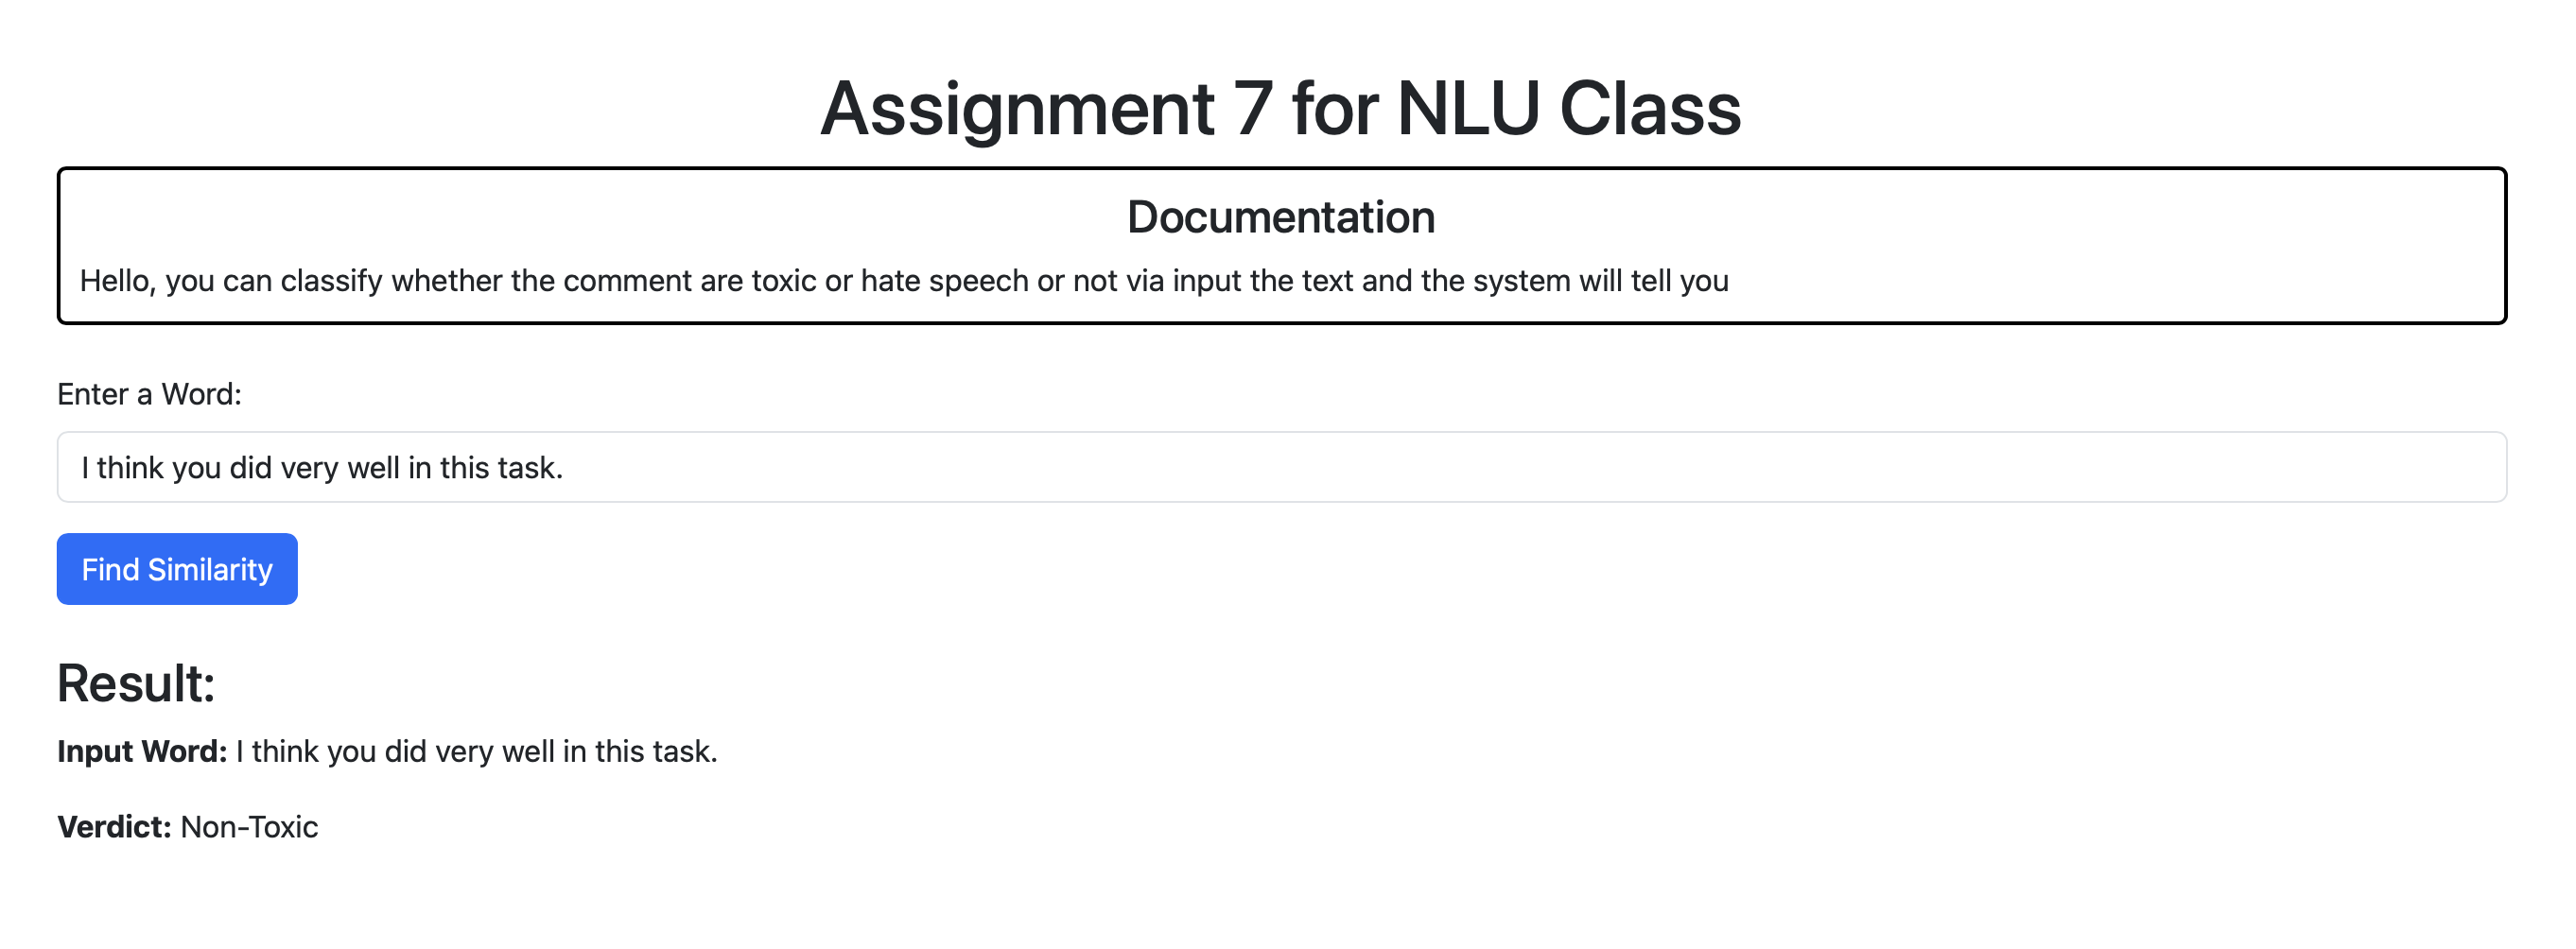 Assignment 7 for NLU Class
Documentation
Hello, you can classify whether the comment are toxic or hate speech or not via input the text and the system will tell you
Enter a Word:
I think you did very well in this task.
Find Similarity
Result:
Input Word: I think you did very well in this task.
Verdict: Non-Toxic